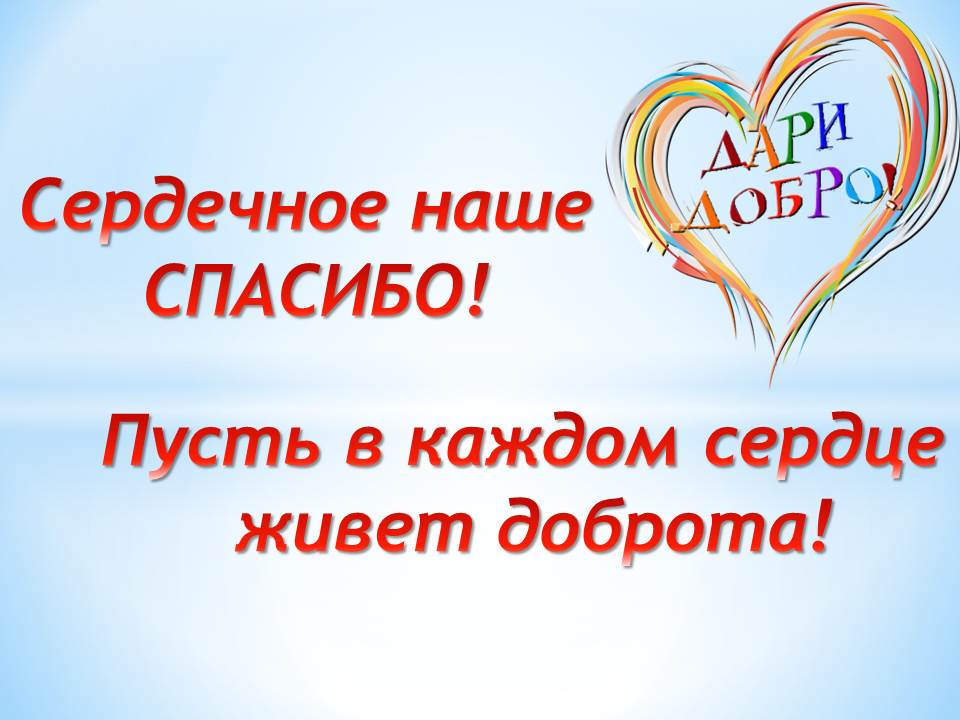 ДАРИ
ДОБРО!
Сердечное наше
СПАСИБО!
Пусть в каждом сердце
живет доброта!